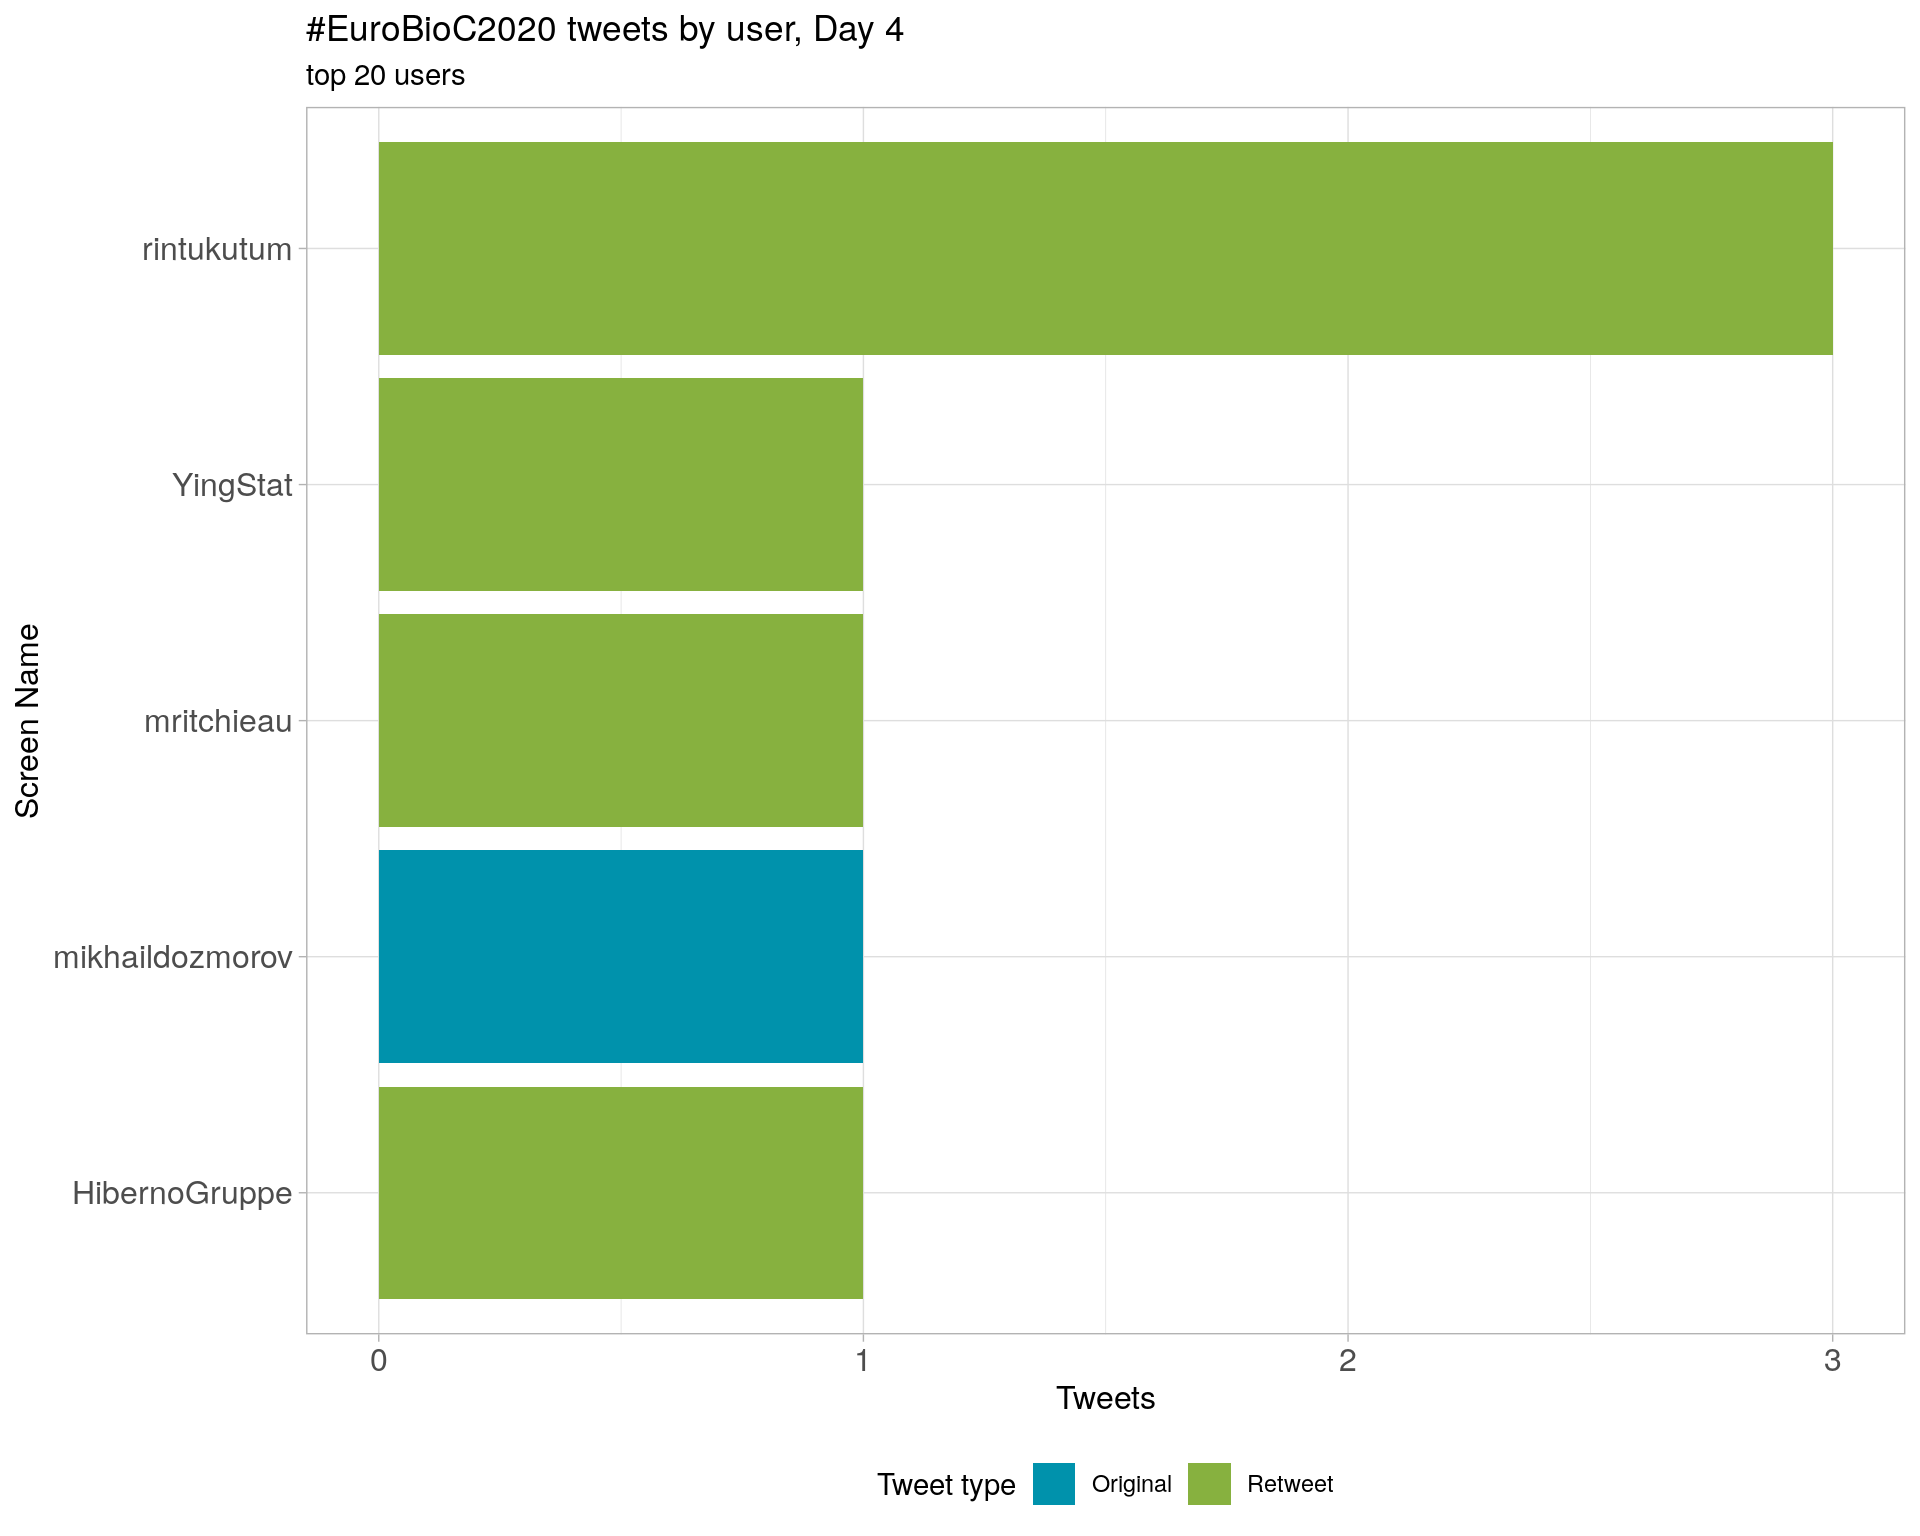 #EuroBioC2020 tweets by user, Day 4
top 20 users
rintukutum
YingStat
mritchieau
mikhaildozmorov
HibernoGruppe
Screen Name
0 1 2 3
Tweets
Tweet type Original Retweet